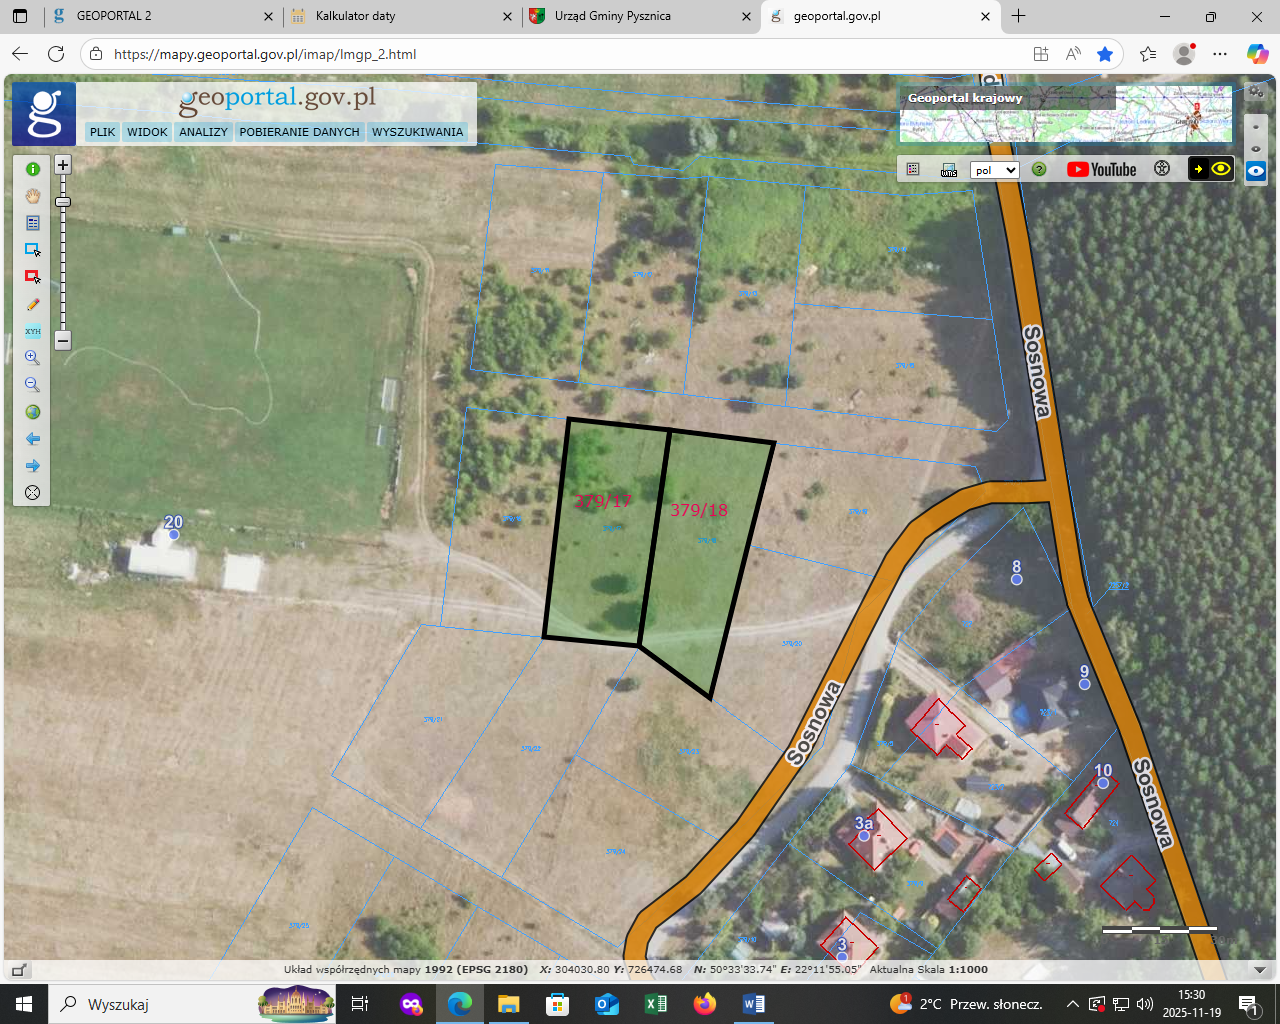 GEOPORTAL 2
Kalkulator daty
Urząd Gminy Pysznica
geoportal.gov.pl
https://mapy.geoportal.gov.pl/imap/Imgp_2.html
geoportal.gov.pl
PLIK WIDOK ANALIZY POBIERANIE DANYCH WYSZUKIWANIA
Geoportal krajowy
wms
pol
YouTube
XYH
Sosnowa
379/17
379/18
20
8
9
10
3a
3
Sosnowa
Sosnowa
Układ współrzędnych mapy 1992 (EPSG 2180) X: 304030.80 Y: 726474.68 N: 50°33'33.74" E: 22°11'55.05" Aktualna Skala 1:1000
Wyszukaj
2°C Przew. słonecz.
15:30
2025-11-19